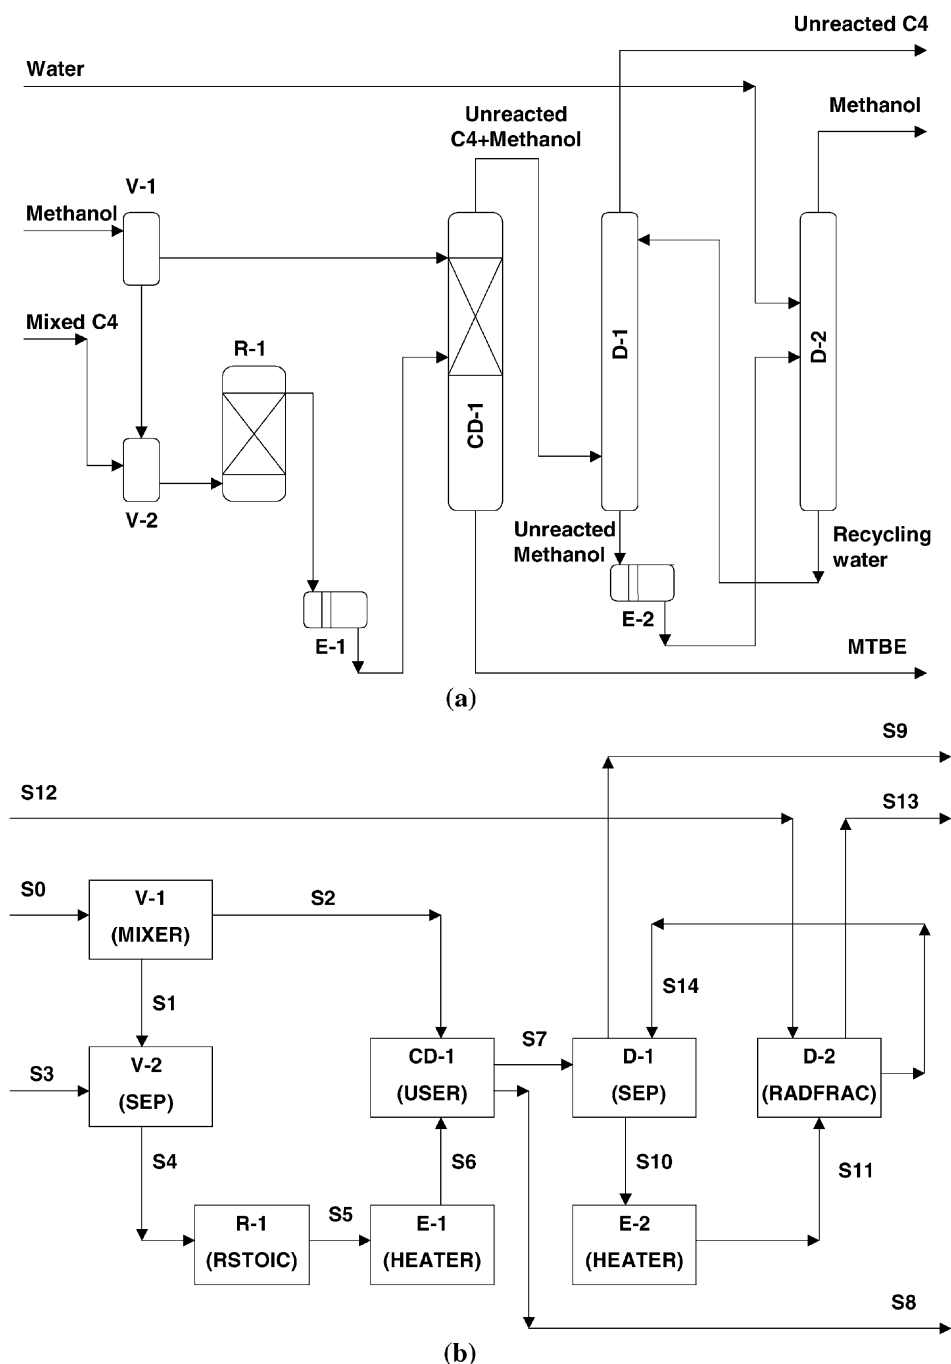 Unreacted C4
Water
Methanol
Unreacted
C4+Methanol
V-1
Methanol
Mixed C4
R-1
D-1
D-2
CD-1
V-2
Unreacted
Methanol
Recycling
water
E-2
E-1
MTBE
(a)
S9
S12
S13
S0
V-1
(MIXER)
S2
S14
S1
S7
S3
V-2
(SEP)
CD-1
(USER)
D-1
(SEP)
D-2
(RADFRAC)
S4
S6
S10
S11
R-1
(RSTOIC)
S5
E-1
(HEATER)
E-2
(HEATER)
S8
(b)